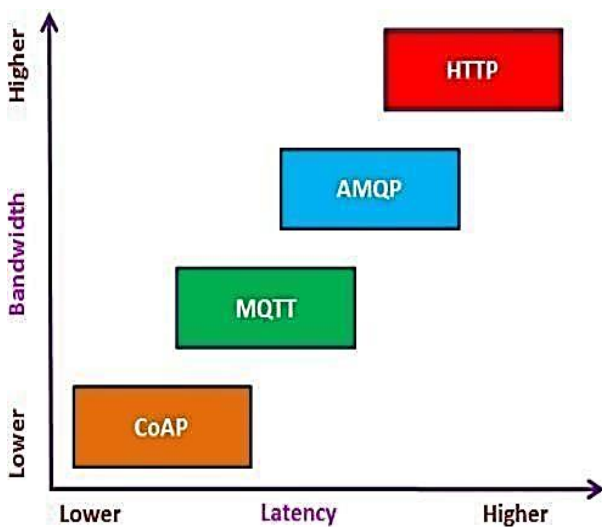 Higher
HTTP
AMQP
Bandwidth
MQTT
CoAP
Lower
Lower
Latency
Higher